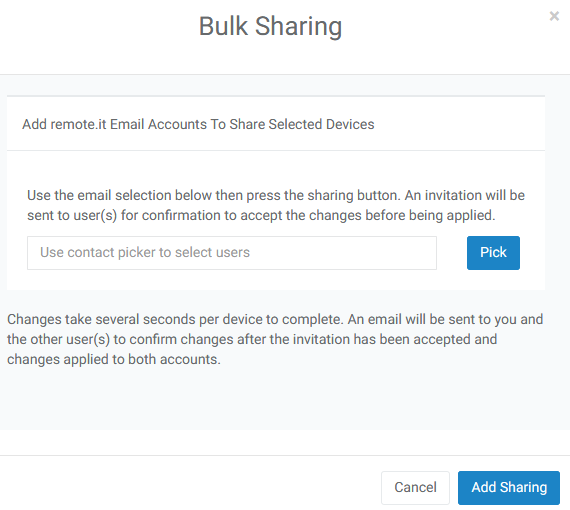 Bulk Sharing
×
Add remote.it Email Accounts To Share Selected Devices
Use the email selection below then press the sharing button. An invitation will be
sent to user(s) for confirmation to accept the changes before being applied.
Use contact picker to select users
Pick
Changes take several seconds per device to complete. An email will be sent to you and
the other user(s) to confirm changes after the invitation has been accepted and
changes applied to both accounts.
Cancel
Add Sharing